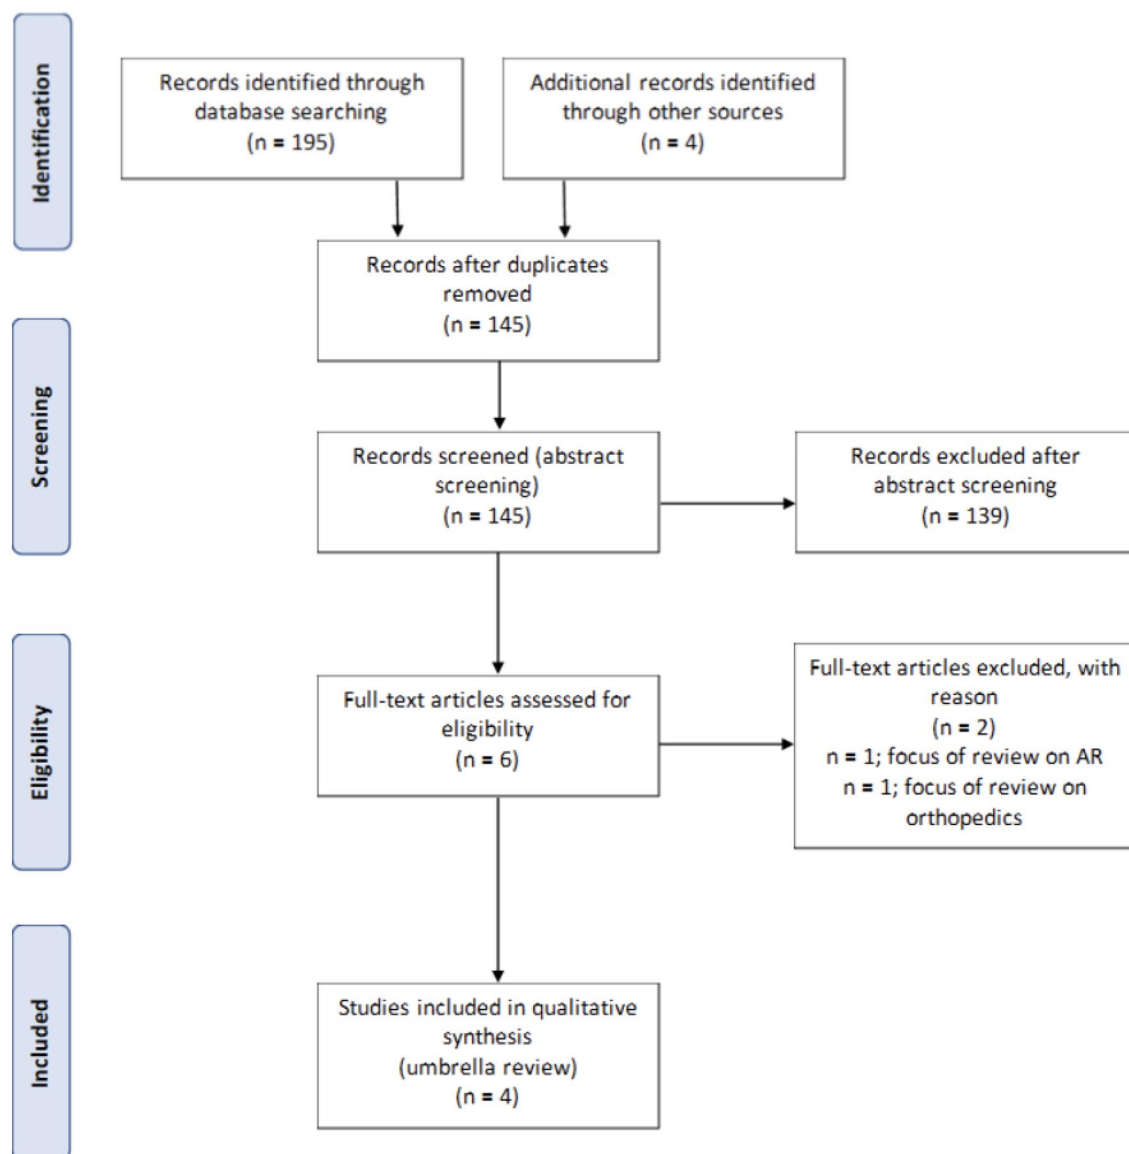 Identification
Records identified through
database searching
(n = 195)
Additional records identified
through other sources
(n = 4)
Records after duplicates
removed
(n = 145)
Screening
Records screened (abstract
screening)
(n = 145)
Records excluded after
abstract screening
(n = 139)
Eligibility
Full-text articles assessed for
eligibility
(n = 6)
Full-text articles excluded, with
reason
(n = 2)
n = 1; focus of review on AR
n = 1; focus of review on
orthopedics
Included
Studies included in qualitative
synthesis
(umbrella review)
(n = 4)